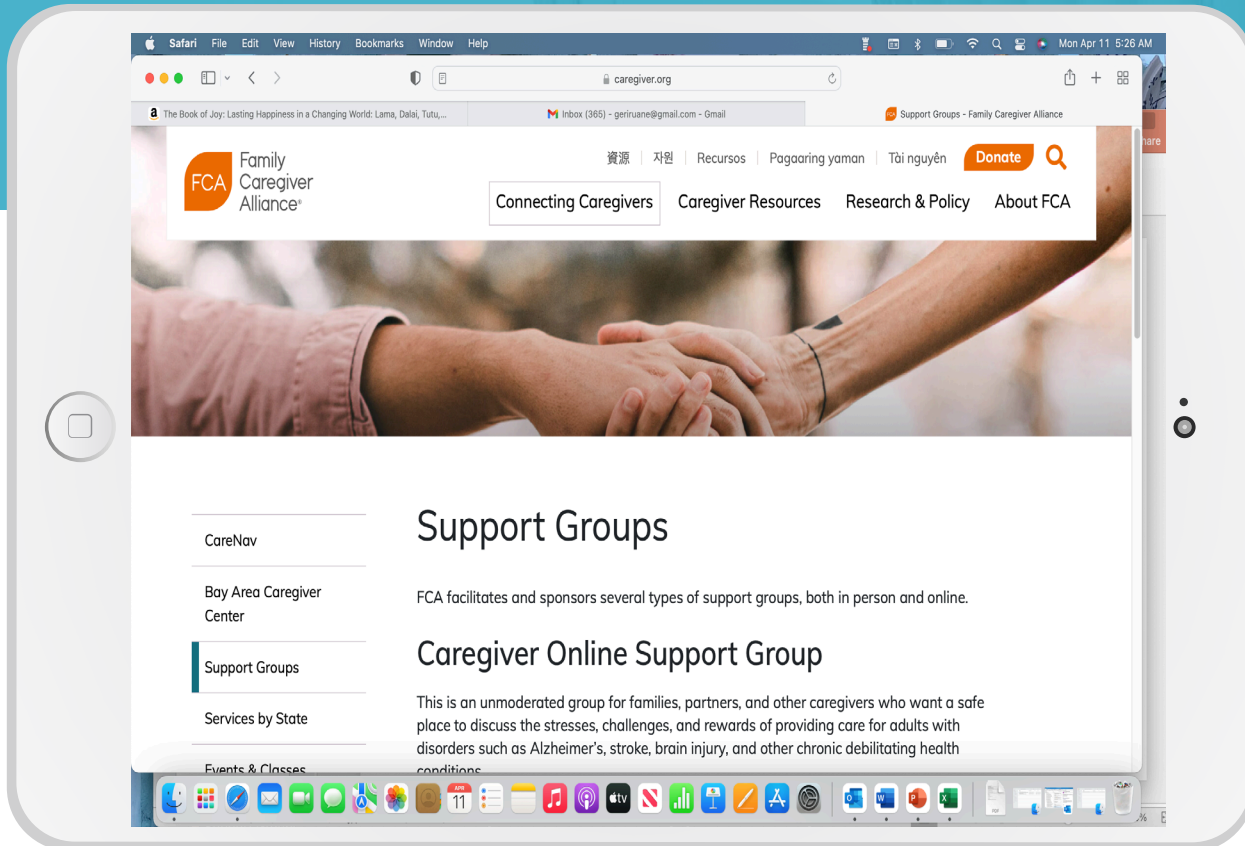 Safari File Edit View History Bookmarks Window Help Mon Apr 11 5:26 AM
caregiver.org
a The Book of Joy: Lasting Happiness in a Changing World: Lama, Dalai, Tutu,...
Inbox (365) - geriruane@gmail.com - Gmail
Support Groups - Family Caregiver Alliance
hare
FCA
Family
Caregiver
Alliance®
資源 자원 Recursos Pagaaring yaman Tài nguyên Donate
Connecting Caregivers Caregiver Resources Research & Policy About FCA
CareNav
Bay Area Caregiver
Center
Support Groups
Services by State
Events & Classes
Support Groups
FCA facilitates and sponsors several types of support groups, both in person and online.
Caregiver Online Support Group
This is an unmoderated group for families, partners, and other caregivers who want a safe
place to discuss the stresses, challenges, and rewards of providing care for adults with
disorders such as Alzheimer's, stroke, brain injury, and other chronic debilitating health
conditions
APR
11
tv
%